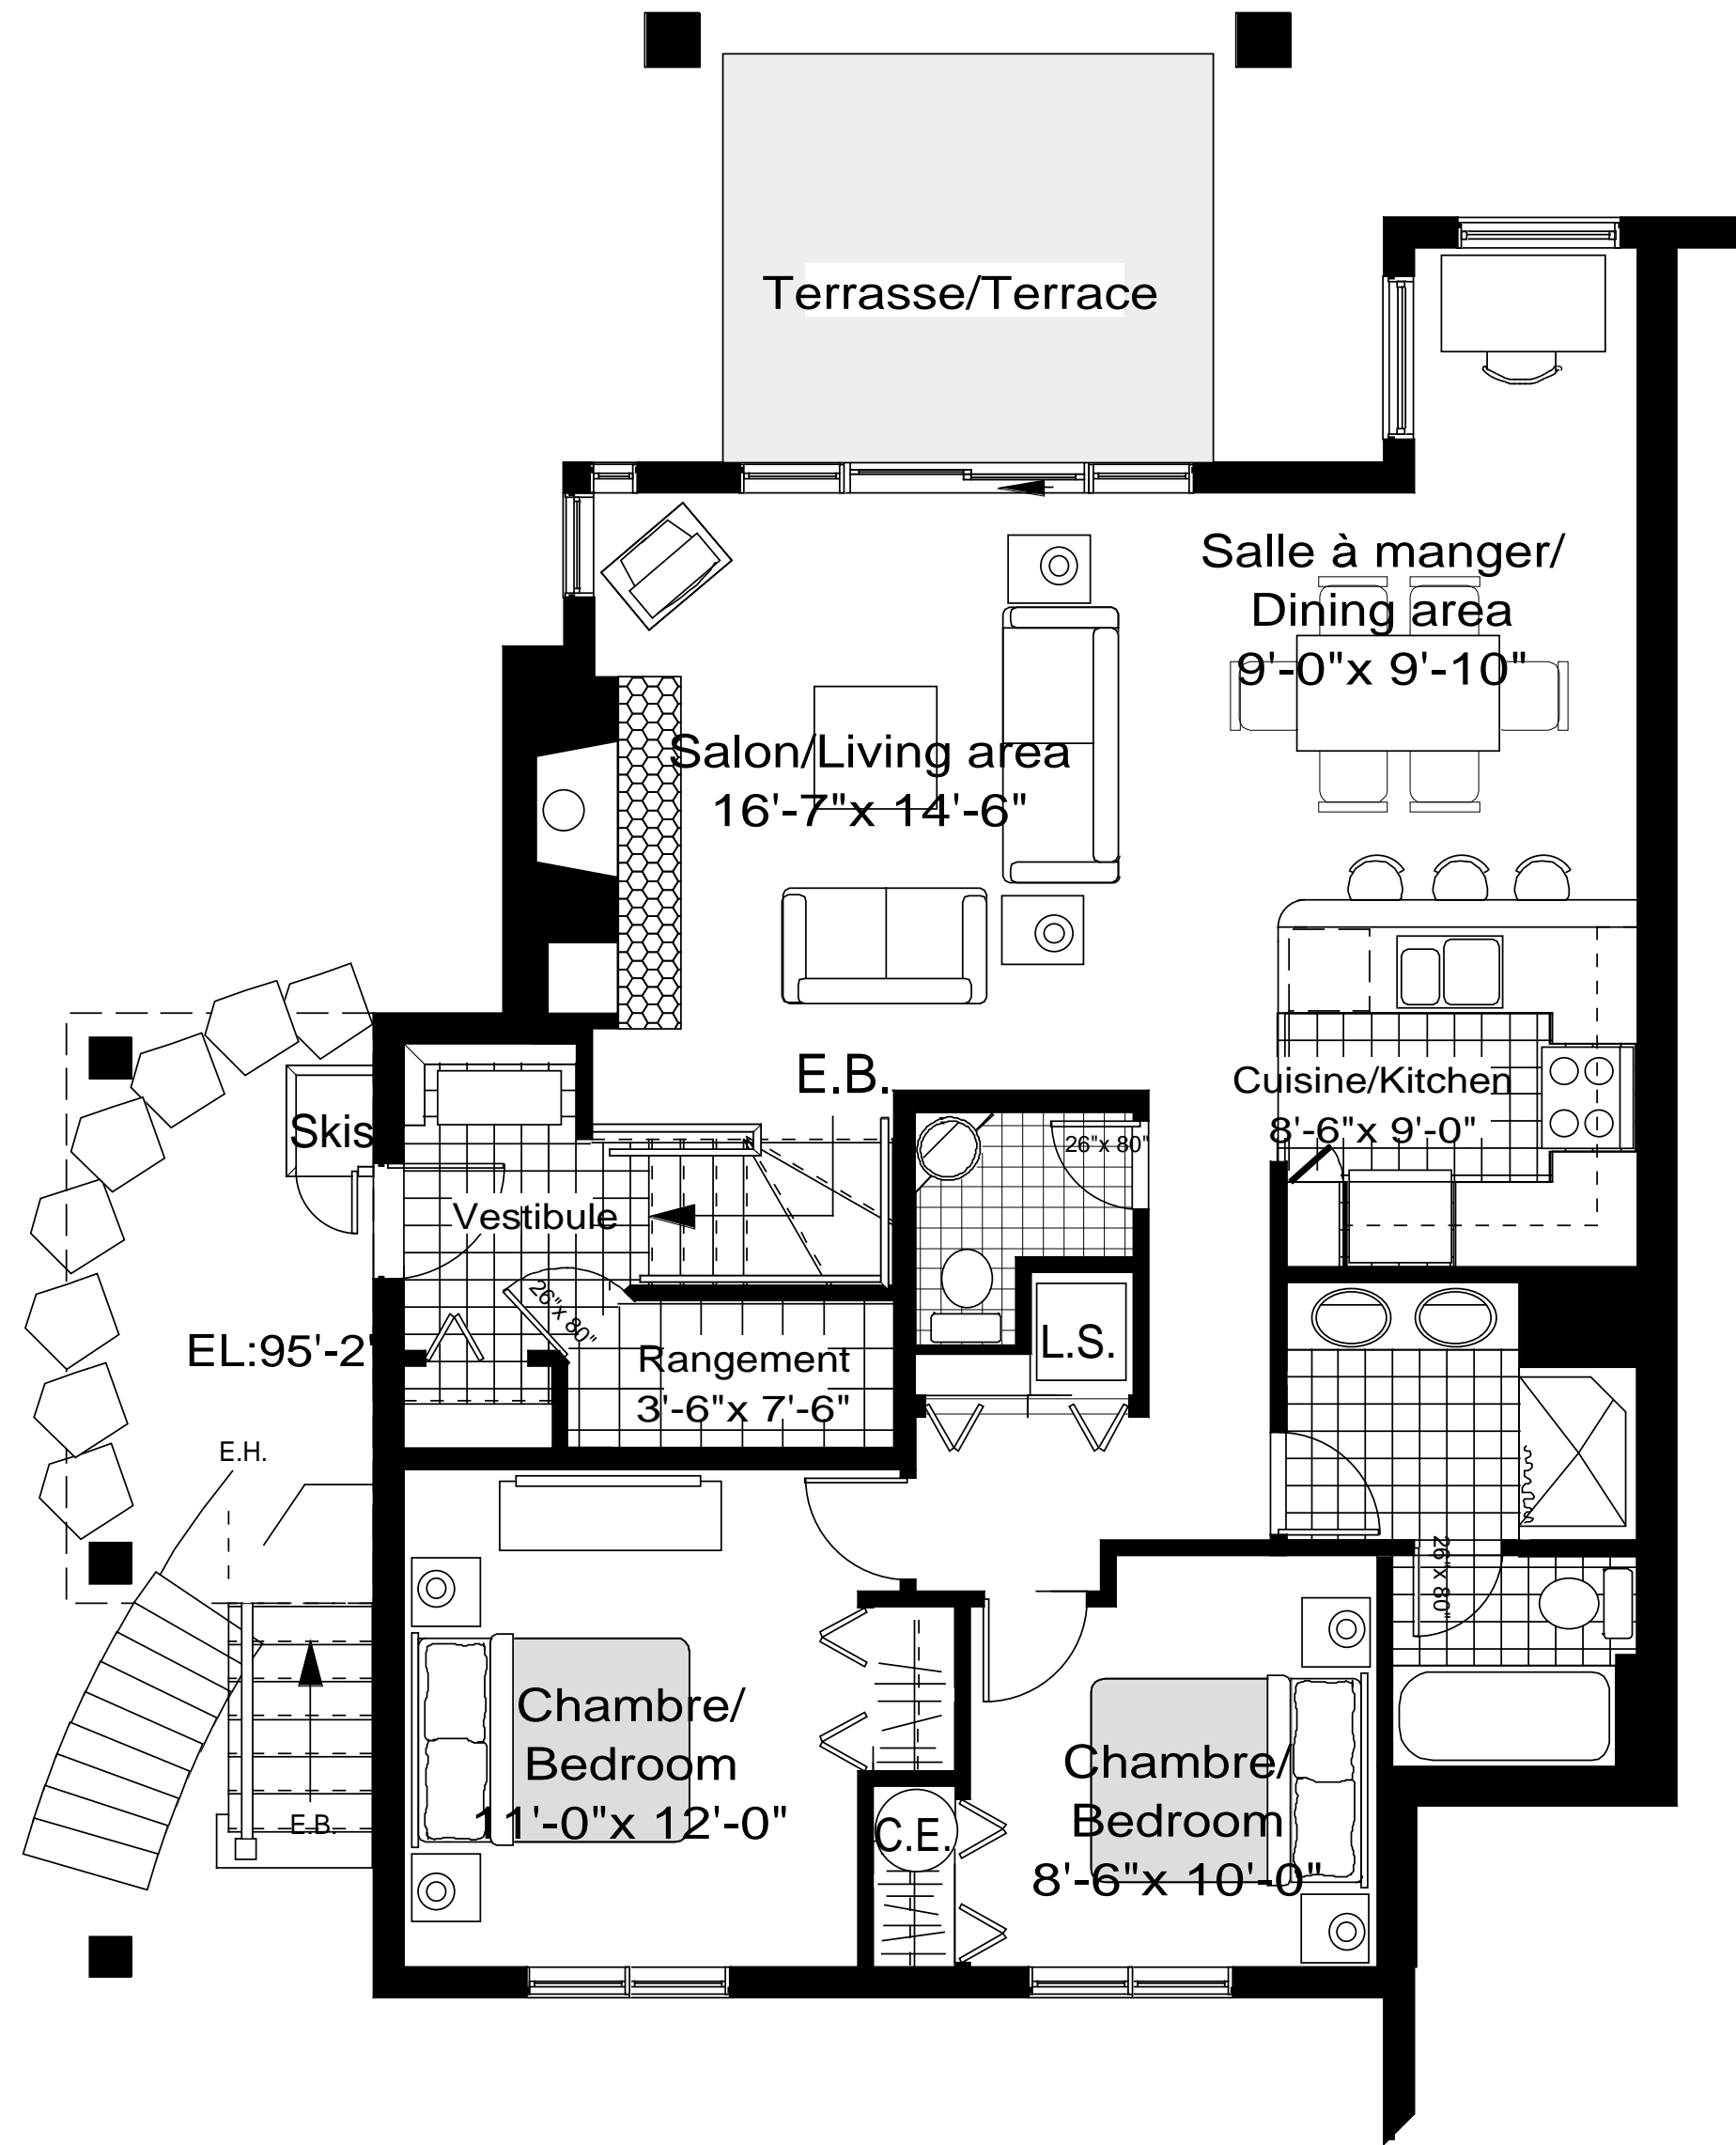 Terrasse/Terrace
Salle à manger/
Dining area
9'-0"x 9'-10"
Salon/Living area
16'-7"x 14'-6"
E.B.
Cuisine/Kitchen
8'-6"x 9'-0"
Skis
26"x 80"
Vestibule
26"x 80"
EL:95'-2'
Rangement
3'-6"x 7'-6"
L.S.
E.H.
26"x 80"
Chambre/
Bedroom
11'-0"x 12'-0"
Chambre/
Bedroom
8'-6"x 10'-0"
E.B.
C.E.